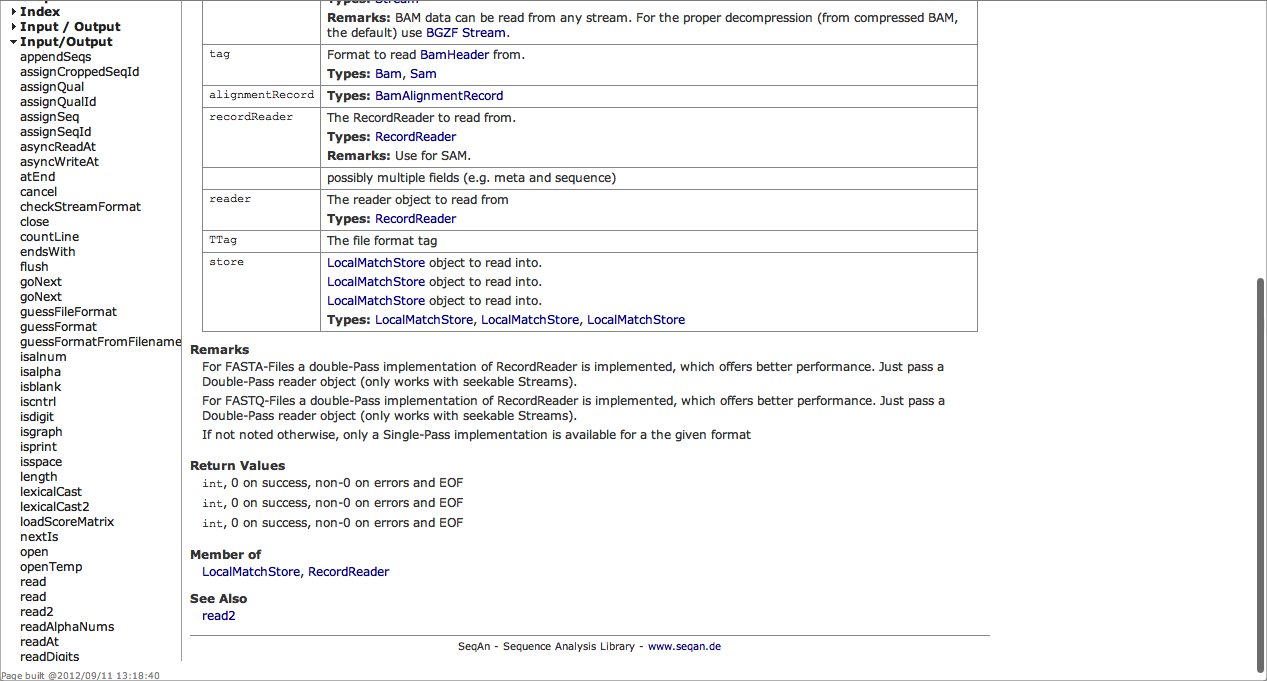 Index
Input / Output
Input/Output
appendSeqs
assignCroppedSeqId
assignQual
assignQualId
assignSeq
assignSeqId
asyncReadAt
asyncWriteAt
atEnd
cancel
checkStreamFormat
close
countLine
endsWith
flush
goNext
goNext
guessFileFormat
guessFormat
guessFormatFromFilename
isalnum
isalpha
isblank
iscntrl
isdigit
isgraph
isprint
isspace
length
lexicalCast
lexicalCast2
loadScoreMatrix
nextIs
open
openTemp
read
read
read2
readAlphaNums
readAt
readDigits
Types: Stream
Remarks: BAM data can be read from any stream. For the proper decompression (from compressed BAM,
the default) use BGZF Stream.
tag
Format to read BamHeader from.
Types: Bam, Sam
alignmentRecord
Types: BamAlignmentRecord
recordReader
The RecordReader to read from.
Types: RecordReader
Remarks: Use for SAM.
possibly multiple fields (e.g. meta and sequence)
reader
The reader object to read from
Types: RecordReader
TTag
The file format tag
store
LocalMatchStore object to read into.
LocalMatchStore object to read into.
LocalMatchStore object to read into.
Types: LocalMatchStore, LocalMatchStore, LocalMatchStore
Remarks
For FASTA-Files a double-Pass implementation of RecordReader is implemented, which offers better performance. Just pass a
Double-Pass reader object (only works with seekable Streams).
For FASTQ-Files a double-Pass implementation of RecordReader is implemented, which offers better performance. Just pass a
Double-Pass reader object (only works with seekable Streams).
If not noted otherwise, only a Single-Pass implementation is available for a the given format
Return Values
int, 0 on success, non-0 on errors and EOF
int, 0 on success, non-0 on errors and EOF
int, 0 on success, non-0 on errors and EOF
Member of
LocalMatchStore, RecordReader
See Also
read2
SeqAn - Sequence Analysis Library - www.seqan.de
Page built @2012/09/11 13:18:40